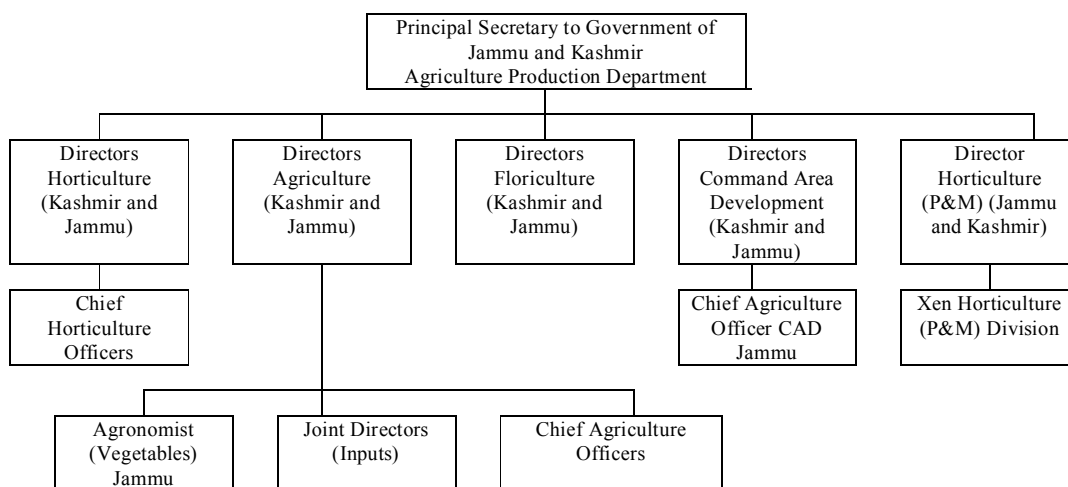 Principal Secretary to Government of
Jammu and Kashmir
Agriculture Production Department
Directors
Horticulture
(Kashmir and
Jammu)
Directors
Agriculture
(Kashmir and
Jammu)
Directors
Floriculture
(Kashmir and
Jammu)
Directors
Command Area
Development
(Kashmir and
Jammu)
Director
Horticulture
(P&M) (Jammu
and Kashmir)
Chief
Horticulture
Officers
Chief Agriculture
Officer CAD
Jammu
Xen Horticulture
(P&M) Division
Agronomist
(Vegetables)
Jammu
Joint Directors
(Inputs)
Chief Agriculture
Officers